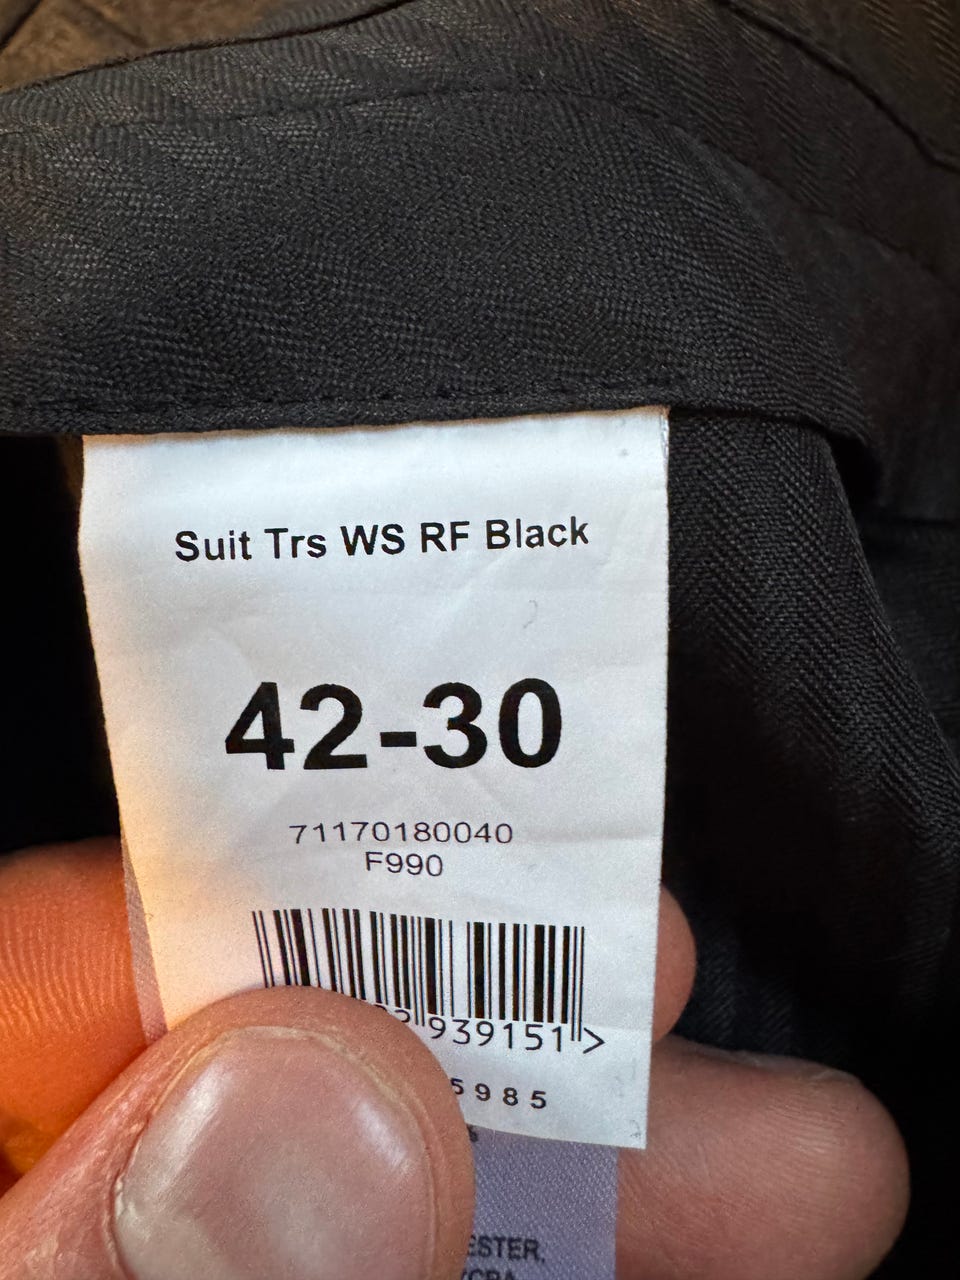 Suit Trs WS RF Black
42-30
71170180040
F990
939151>
5985